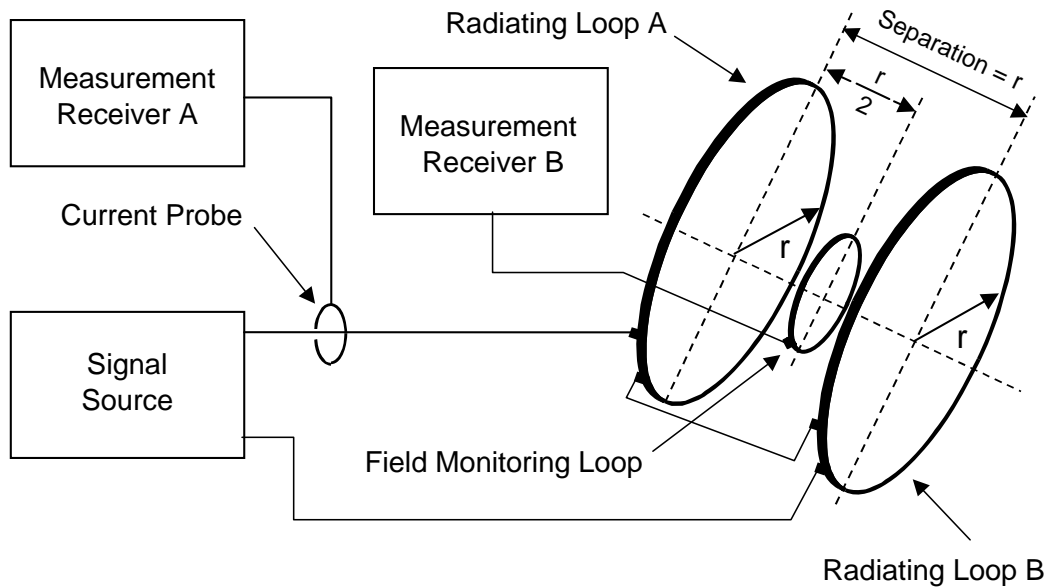 Radiating Loop A
Separation = r
r
2
Measurement
Receiver A
Measurement
Receiver B
Current Probe
r
r
Signal
Source
Field Monitoring Loop
Radiating Loop B